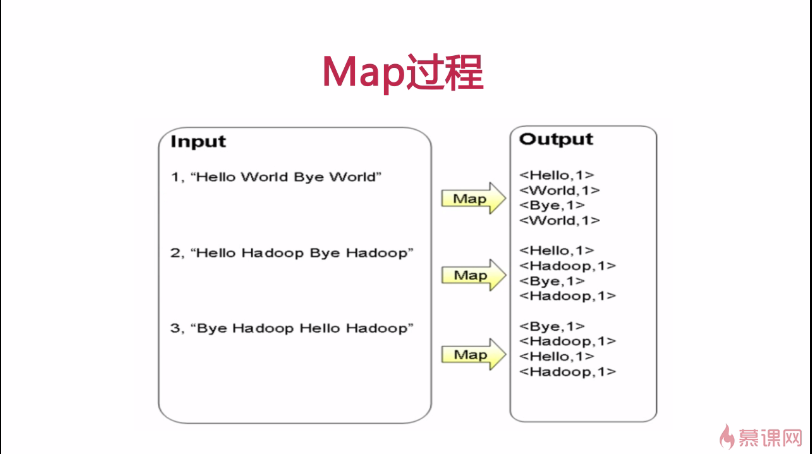 Map过程
Input
Output
1, “Hello World Bye World”
Map
<Hello,1>
<World,1>
<Bye,1>
<World,1>
2, “Hello Hadoop Bye Hadoop”
Map
<Hello,1>
<Hadoop,1>
<Bye,1>
<Hadoop,1>
3, “Bye Hadoop Hello Hadoop”
Map
<Bye,1>
<Hadoop,1>
<Hello,1>
<Hadoop,1>
慕课网